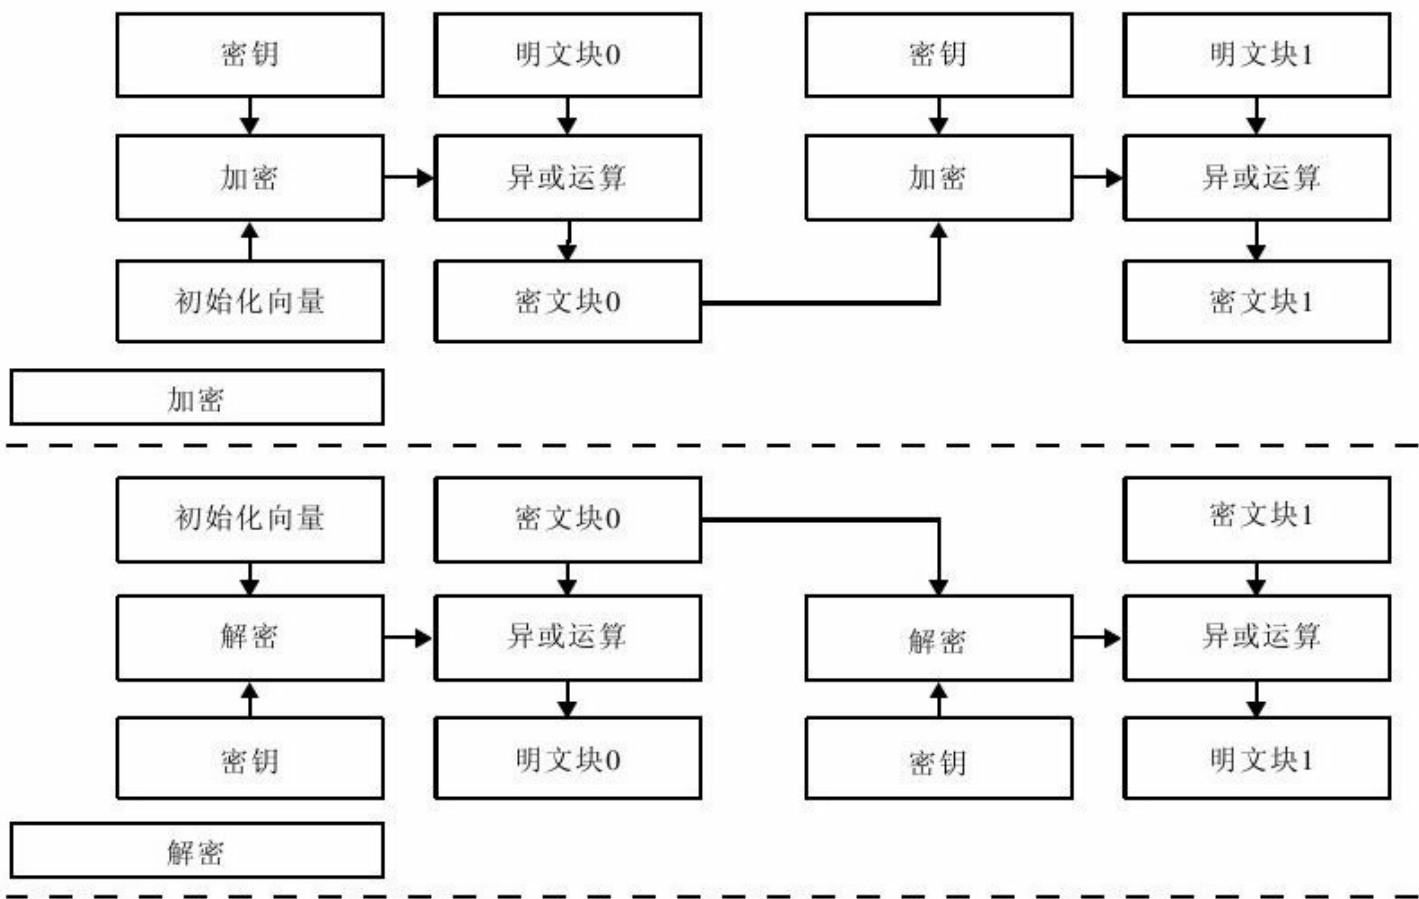 密钥
明文块0
密钥
明文块1
加密
异或运算
加密
异或运算
初始化向量
密文块0
密文块1
加密
初始化向量
密文块0
密文块1
解密
异或运算
解密
异或运算
密钥
明文块0
密钥
明文块1
解密